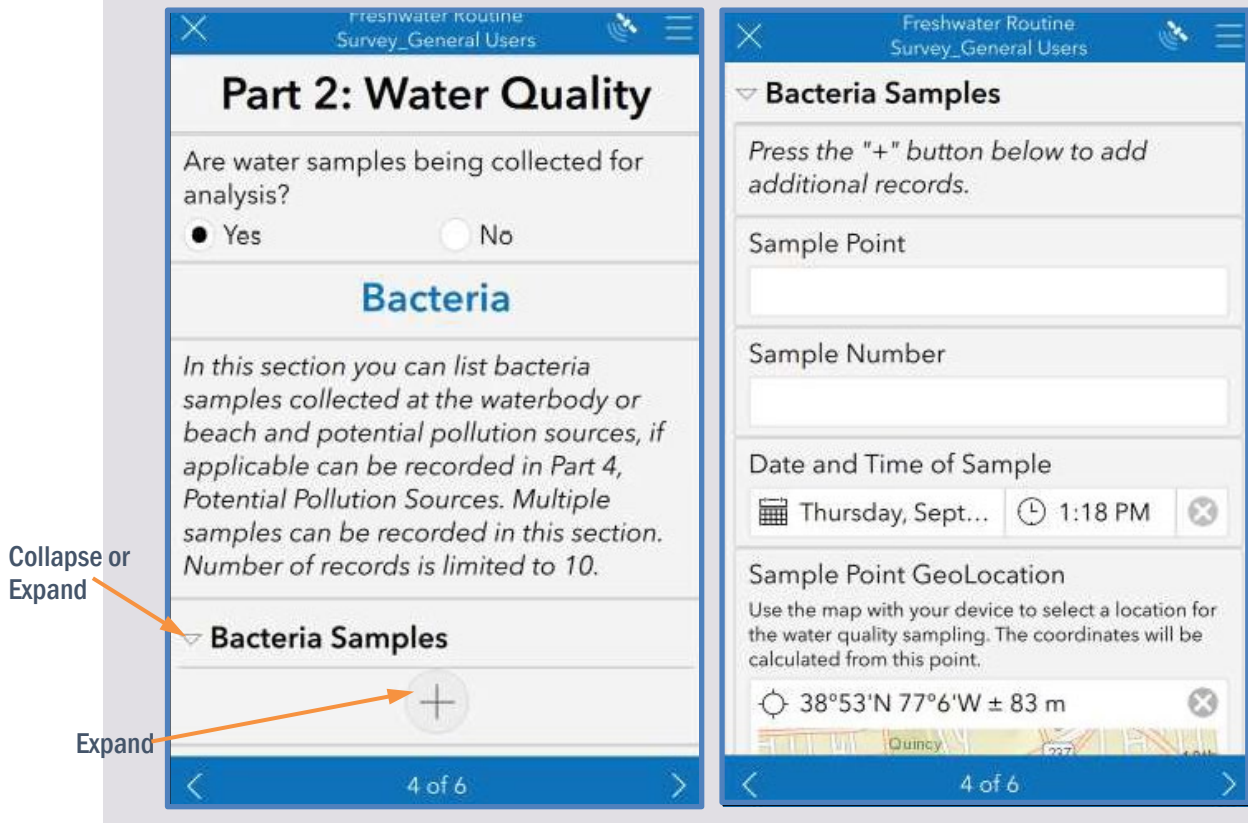 Freshwater Routine
Survey_General Users
Part 2: Water Quality
Are water samples being collected for
analysis?
Yes
No
Bacteria
In this section you can list bacteria
samples collected at the waterbody or
beach and potential pollution sources, if
applicable can be recorded in Part 4,
Potential Pollution Sources. Multiple
samples can be recorded in this section.
Number of records is limited to 10.
Collapse or
Expand
Bacteria Samples
Expand
4 of 6
Freshwater Routine
Survey_General Users
Bacteria Samples
Press the "+" button below to add
additional records.
Sample Point
Sample Number
Date and Time of Sample
Thursday, Sept... 1:18 PM
Sample Point GeoLocation
Use the map with your device to select a location for
the water quality sampling. The coordinates will be
calculated from this point.
38°53'N 77°6'W ± 83 m
Quincy
237
4 of 6